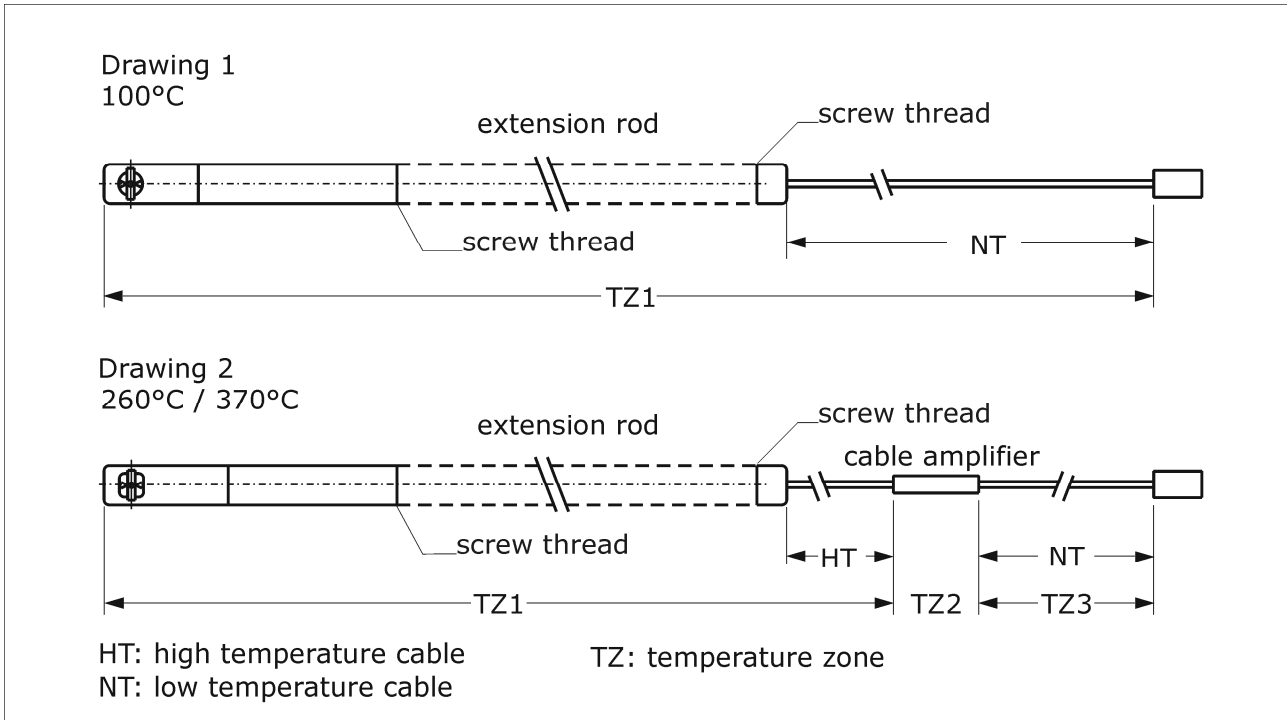 Drawing 1
100°C
extension rod
screw thread
screw thread
NT
TZ1
Drawing 2
260°C / 370°C
extension rod
screw thread
cable amplifier
screw thread
HT
NT
TZ1
TZ2
TZ3
HT: high temperature cable
TZ: temperature zone
NT: low temperature cable